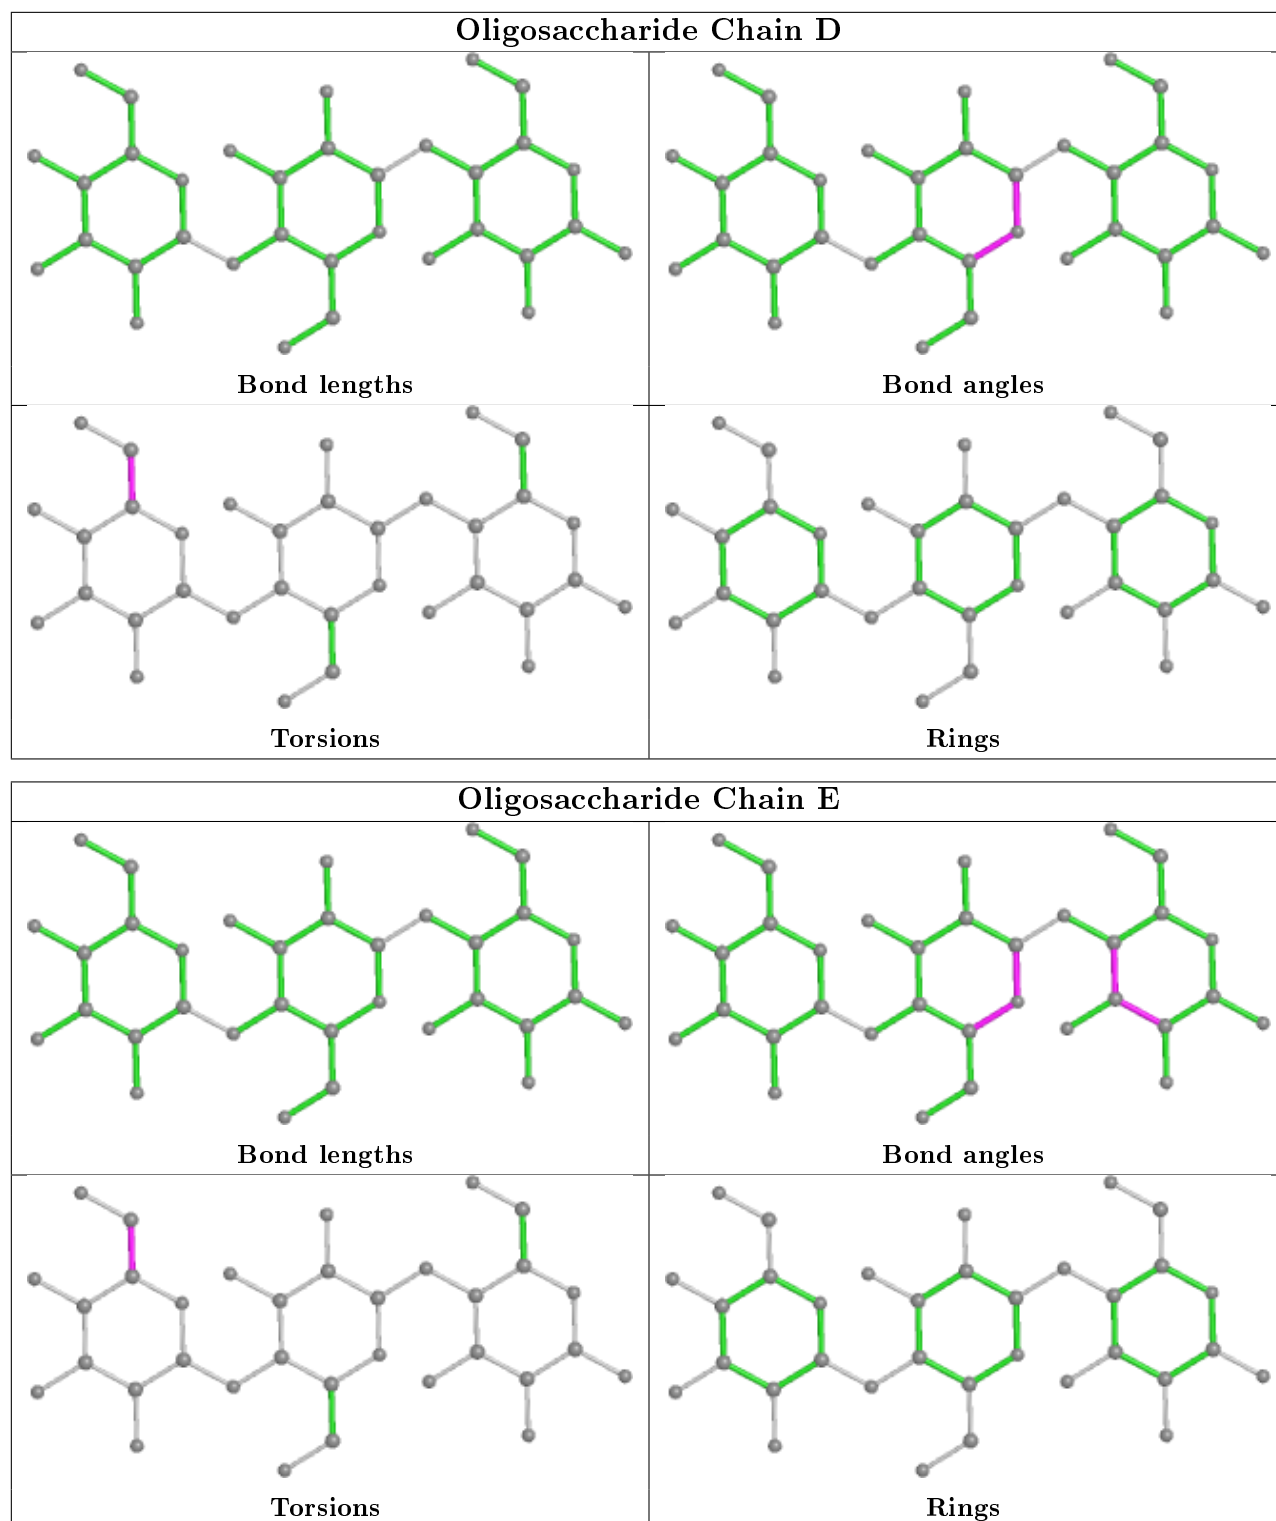 Oligosaccharide Chain D
Bond lengths
Bond angles
Torsions
Rings
Oligosaccharide Chain E
Bond lengths
Bond angles
Torsions
Rings